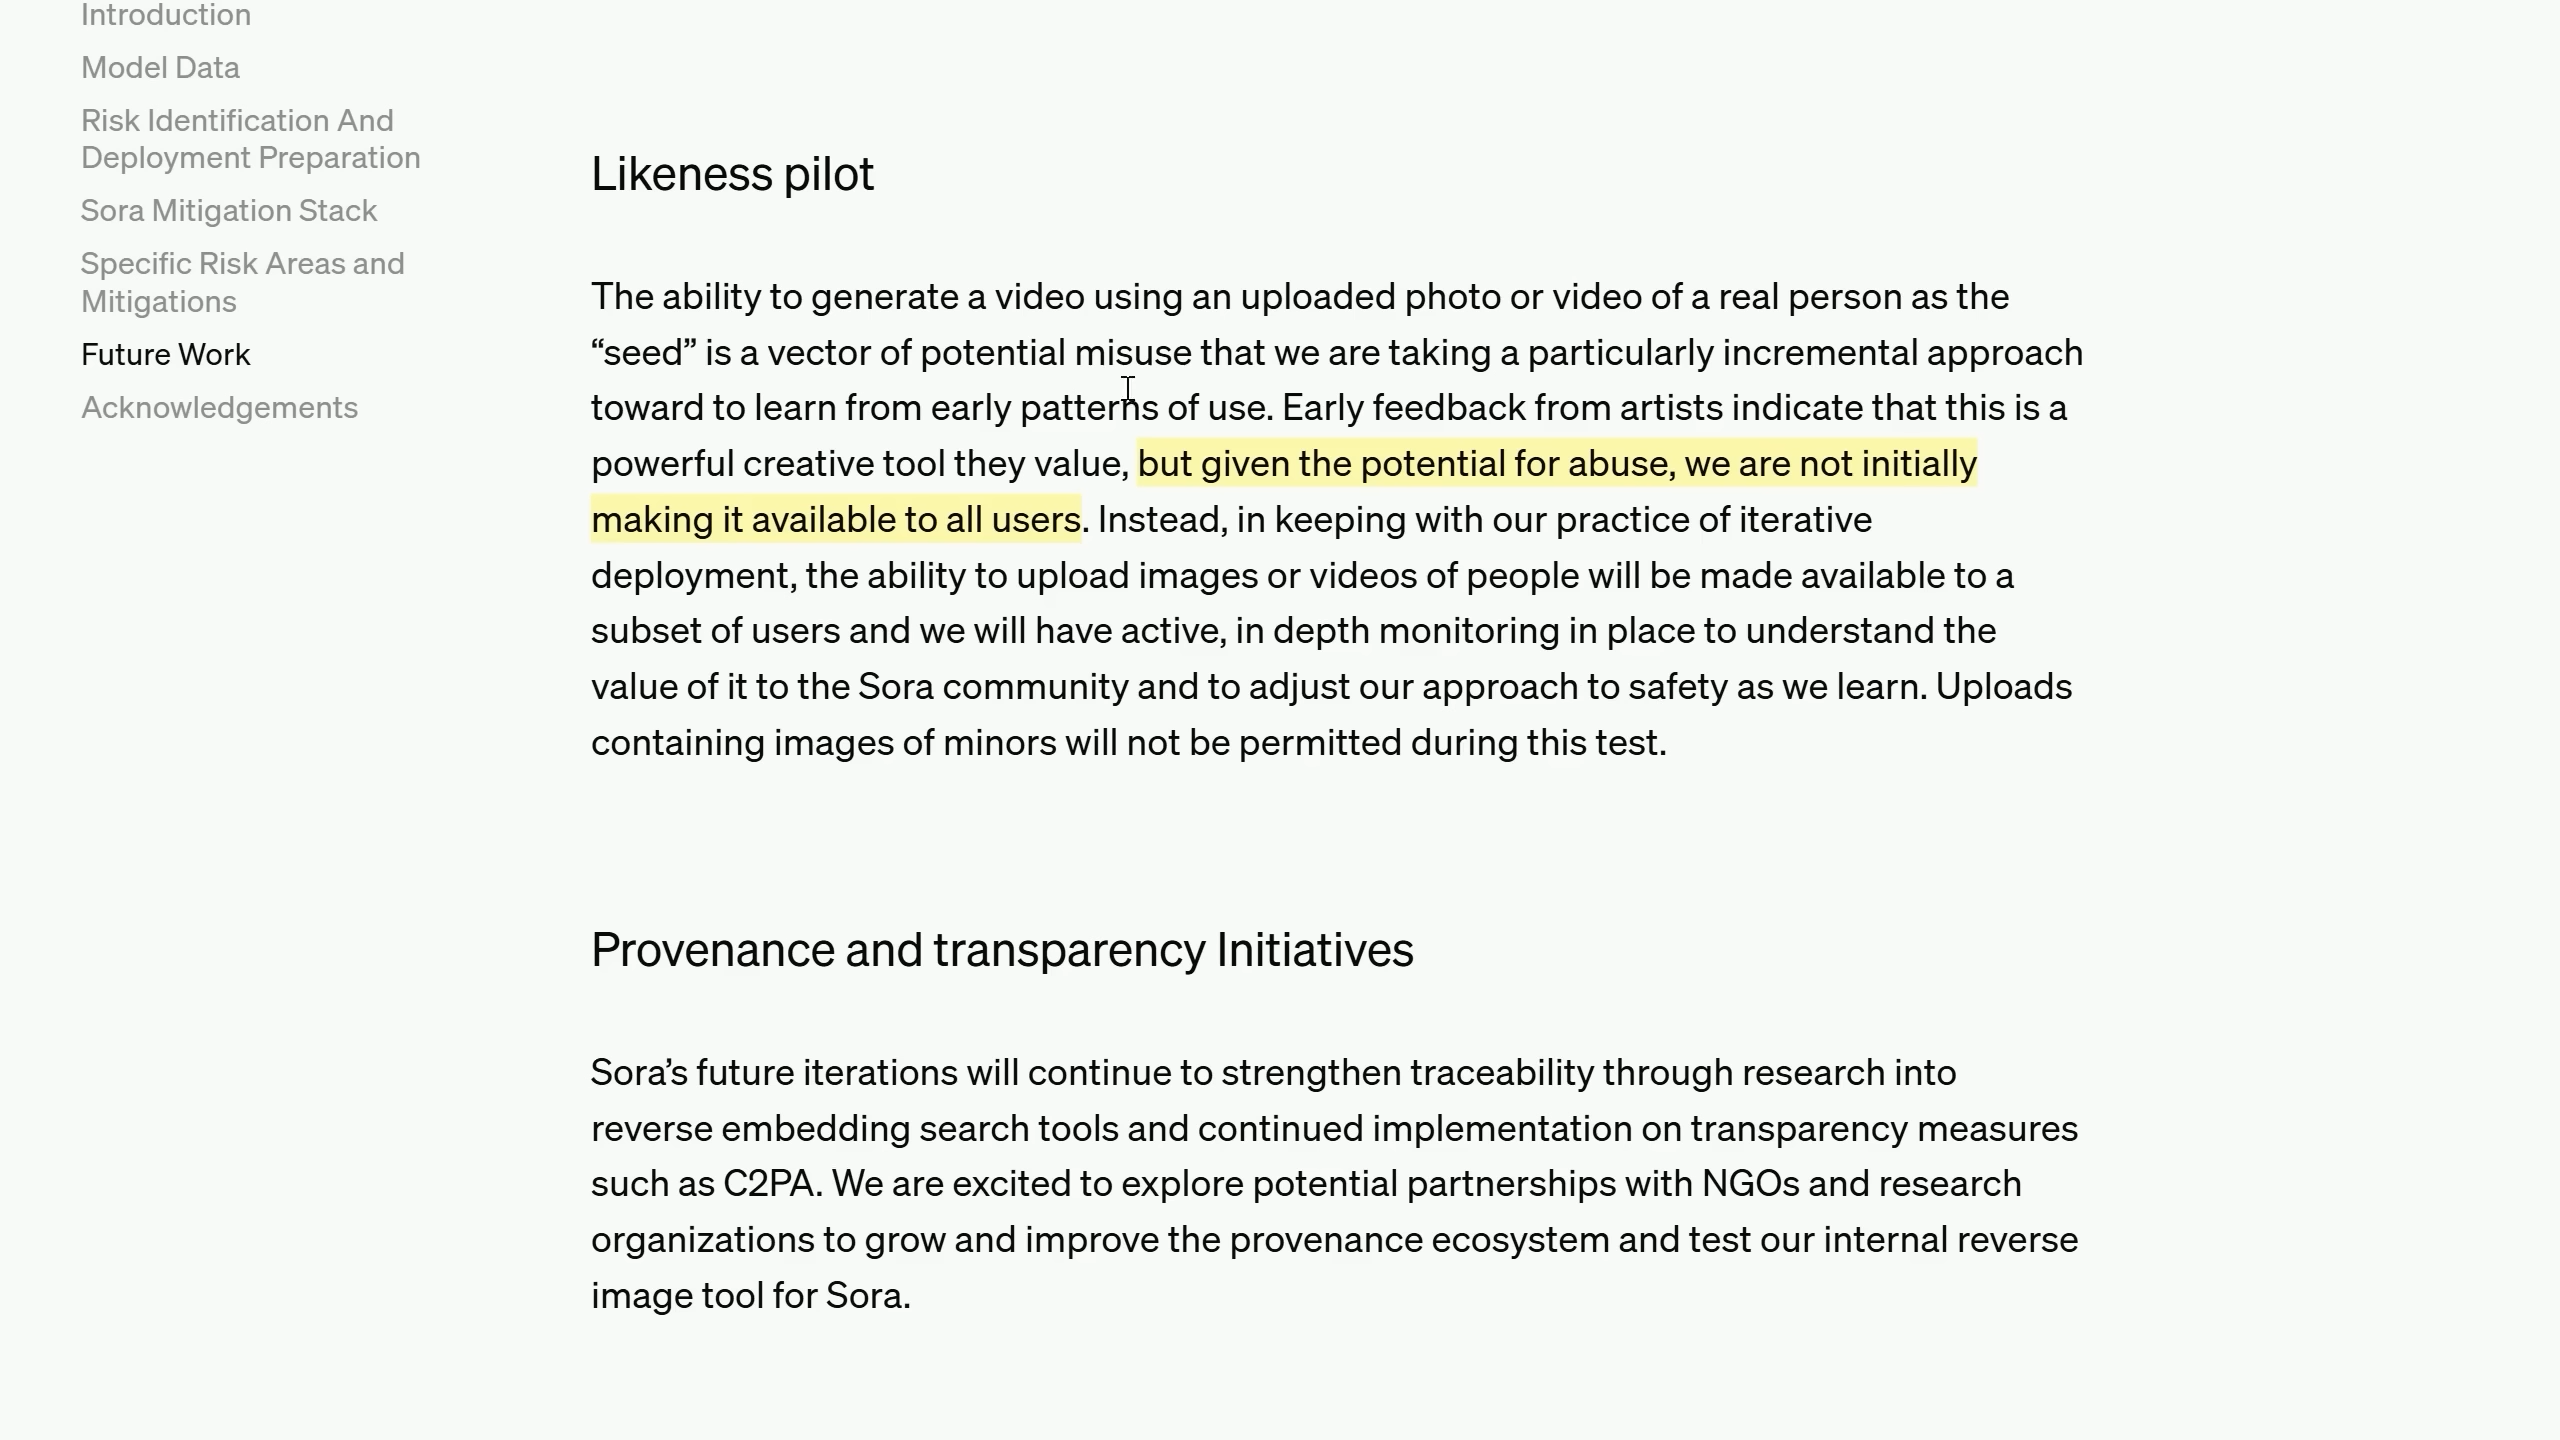 Introduction
Model Data
Risk Identification And
Deployment Preparation
Sora Mitigation Stack
Specific Risk Areas and
Mitigations
Future Work
Acknowledgements
Likeness pilot
The ability to generate a video using an uploaded photo or video of a real person as the
“seed” is a vector of potential misuse that we are taking a particularly incremental approach
toward to learn from early patterns of use. Early feedback from artists indicate that this is a
powerful creative tool they value, but given the potential for abuse, we are not initially
making it available to all users. Instead, in keeping with our practice of iterative
deployment, the ability to upload images or videos of people will be made available to a
subset of users and we will have active, in depth monitoring in place to understand the
value of it to the Sora community and to adjust our approach to safety as we learn. Uploads
containing images of minors will not be permitted during this test.
Provenance and transparency Initiatives
Sora’s future iterations will continue to strengthen traceability through research into
reverse embedding search tools and continued implementation on transparency measures
such as C2PA. We are excited to explore potential partnerships with NGOs and research
organizations to grow and improve the provenance ecosystem and test our internal reverse
image tool for Sora.